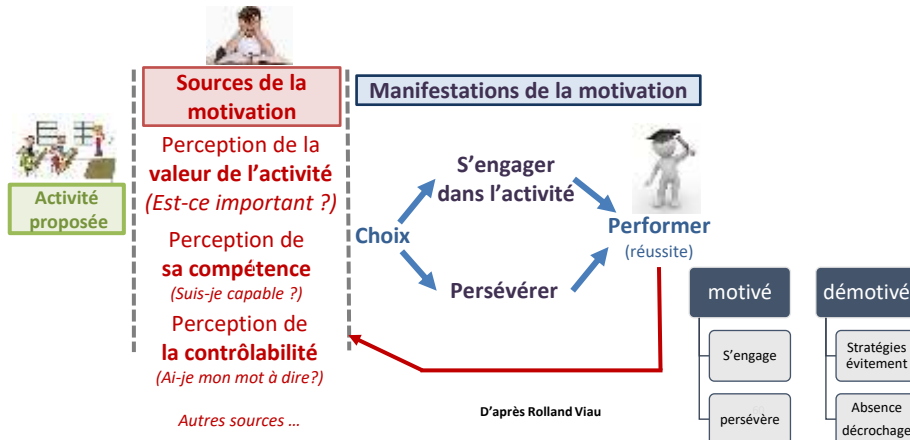 Activité
proposée
Sources de la
motivation
Perception de la
valeur de l'activité
(Est-ce important ?)
Perception de
sa compétence
(Suis-je capable ?)
Perception de
la contrôlabilité
(Ai-je mon mot à dire?)
Autres sources ...
Manifestations de la motivation
Choix
S'engager
dans l'activité
Persévérer
Performer
(réussite)
D'après Rolland Viau
motivé
S'engage
persévère
démotivé
Stratégies
évitement
Absence
décrochage